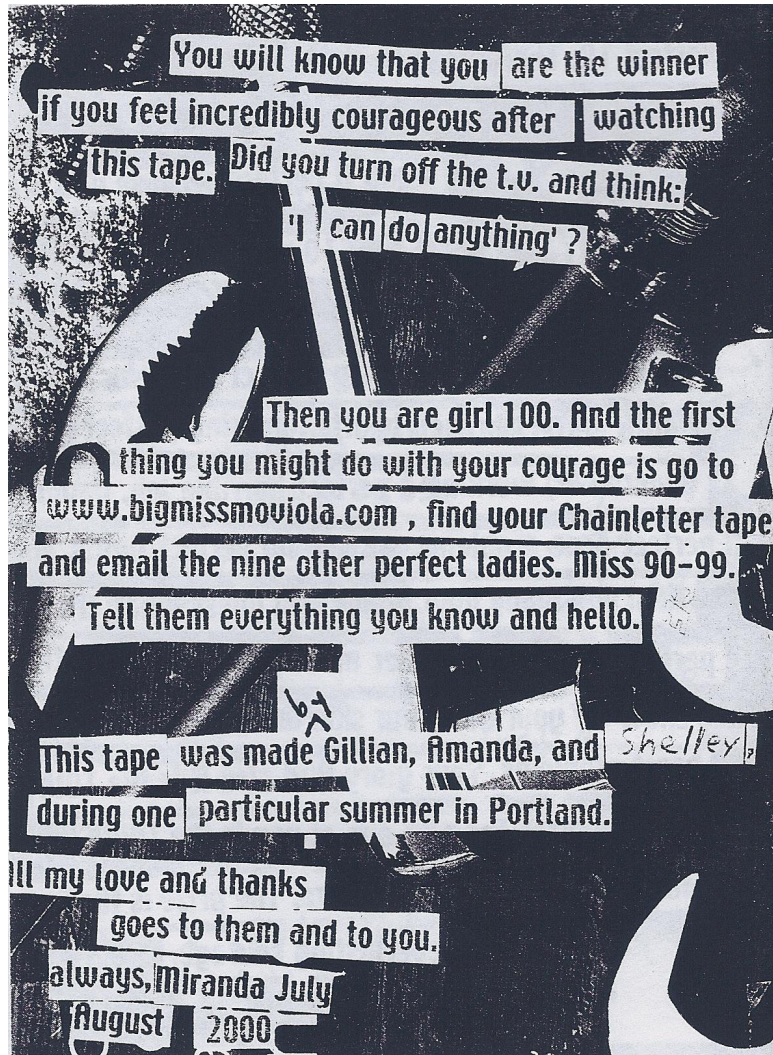 You will know that you are the winner
if you feel incredibly courageous after watching
this tape. Did you turn off the t.v. and think:
'I can do anything' ?
Then you are girl 100. And the first
thing you might do with your courage is go to
www.bigmissmoviola.com , find your Chainletter tape
and email the nine other perfect ladies. Miss 90-99.
Tell them everything you know and hello.
by
This tape was made Gillian, Amanda, and Shelley,
during one particular summer in Portland.
all my love and thanks
goes to them and to you.
always, Miranda July
August 2000